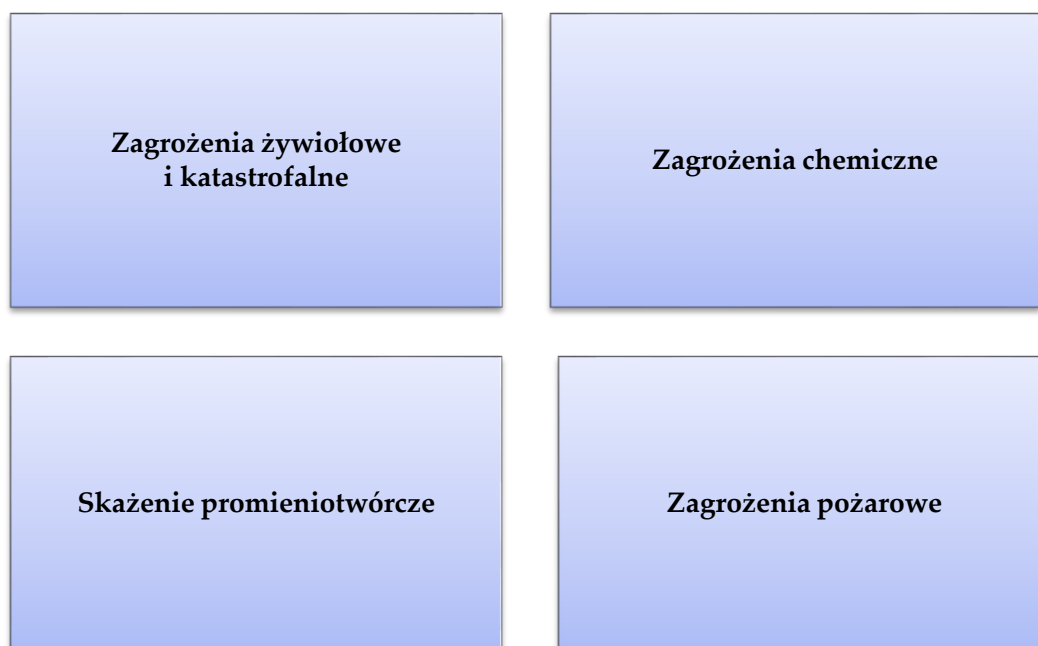 Zagrożenia żywiołowe
i katastrofalne
Zagrożenia chemiczne
Skażenie promieniotwórcze
Zagrożenia pożarowe